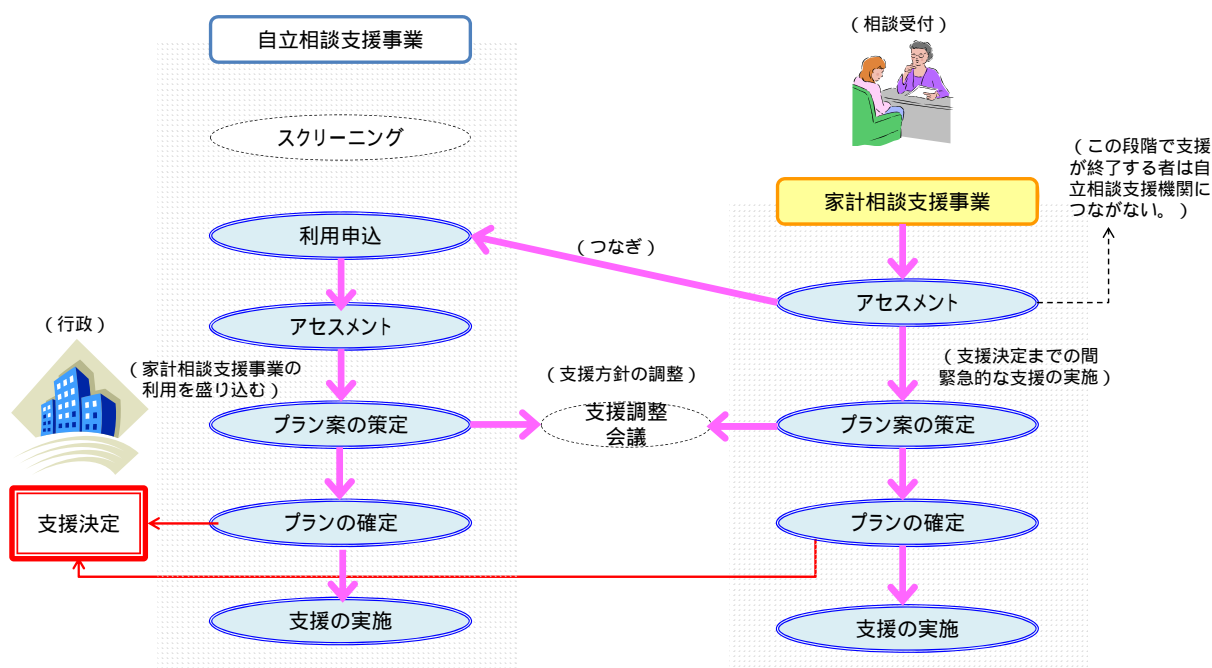 自立相談支援事業
スクリーニング
利用申込
アセスメント
（行政）
（家計相談支援事業の
利用を盛り込む）
プラン案の策定
支援決定
プランの確定
支援の実施
（つなぎ）
（支援方針の調整）
支援調整
会議
（相談受付）
家計相談支援事業
（この段階で支援
が終了する者は自
立相談支援機関に
つながない。）
アセスメント
（支援決定までの間
緊急的な支援の実施）
プラン案の策定
プランの確定
支援の実施